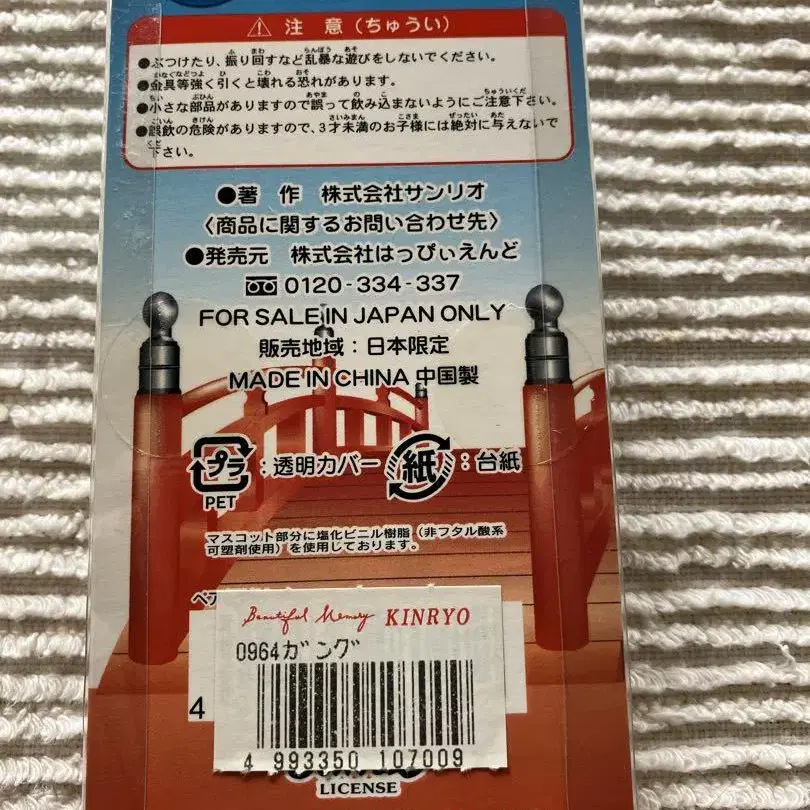 注意(ちゅうい)
●ぶつけたり、振り回すなど乱暴な遊びをしないでください。
●金具等強く引くと壊れる恐れがあります。
●小さな部品がありますので誤って飲み込まないようにご注意下さい。
●誤飲の危険がありますので、3才未満のお子様には絶対に与えないで
下さい。
●著 作 株式会社サンリオ
〈商品に関するお問い合わせ先〉
●発売元 株式会社はっぴぃえんど
0120-334-337
FOR SALE IN JAPAN ONLY
販売地域:日本限定
MADE IN CHINA 中国製
プラ:透明カバー 紙:台紙
PET
マスコット部分に塩化ビニル樹脂(非フタル酸系
可塑剤使用)を使用しております。
Beautiful Memory KINRYO
0964ガング
4
4 993350 107009
LICENSE